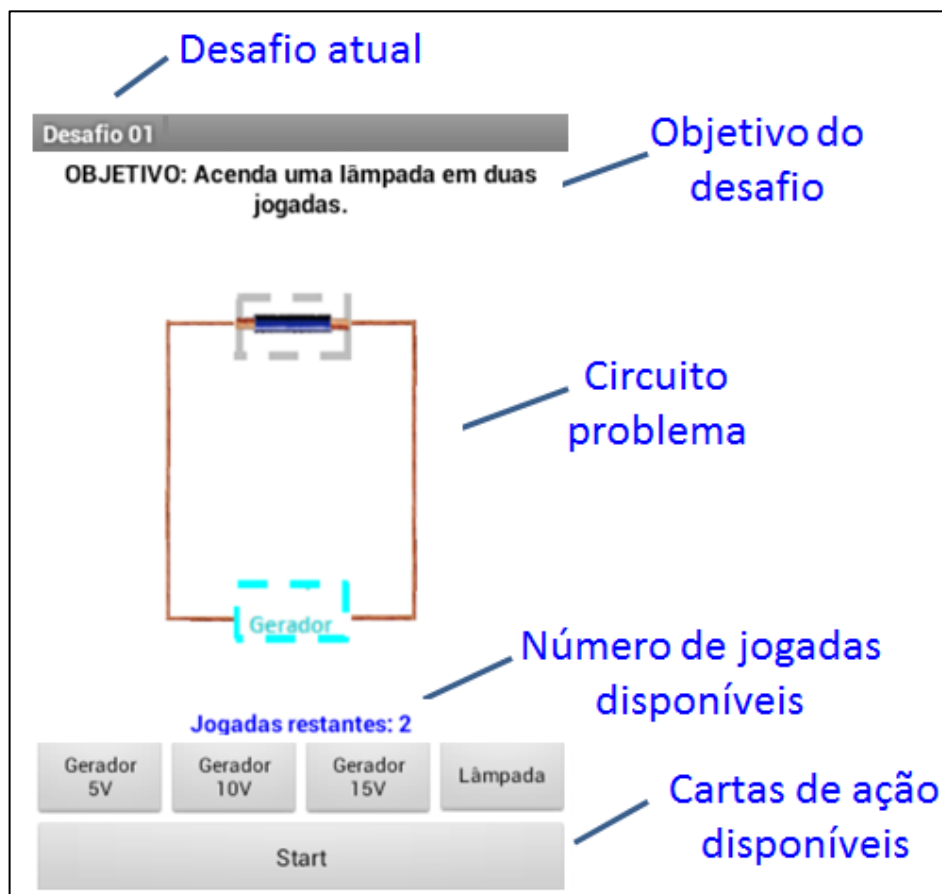 Desafio atual
Desafio 01
OBJETIVO: Acenda uma lâmpada em duas
jogadas.
Objetivo do
desafio
Circuito
problema
Gerador
Número de jogadas
disponíveis
Jogadas restantes: 2
Gerador
5V
Gerador
10V
Gerador
15V
Lâmpada
Cartas de ação
disponíveis
Start